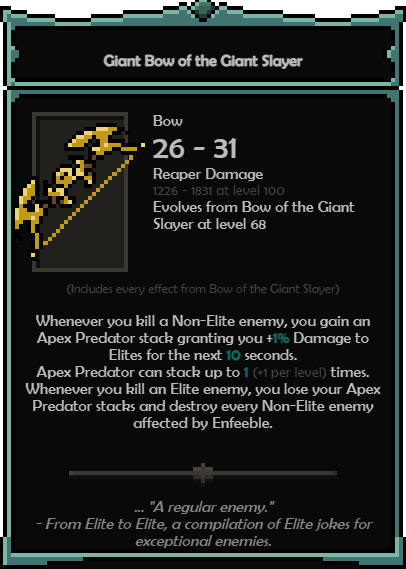 Giant Bow of the Giant Slayer
Bow
26 - 31
Reaper Damage
1226 - 1831 at level 100
Evolves from Bow of the Giant
Slayer at level 68
(Includes every effect from Bow of the Giant Slayer)
Whenever you kill a Non-Elite enemy, you gain an
Apex Predator stack granting you +1% Damage to
Elites for the next 10 seconds.
Apex Predator can stack up to 1 (+1 per level) times.
Whenever you kill an Elite enemy, you lose your Apex
Predator stacks and destroy every Non-Elite enemy
affected by Enfeeble.
... "A regular enemy."
- From Elite to Elite, a compilation of Elite jokes for
exceptional enemies.